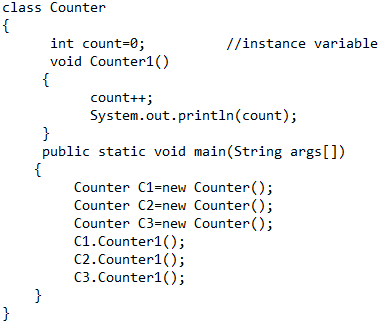 class Counter
{
int count=0; //instance variable
void Counter1()
{
count++;
System.out.println(count);
}
public static void main(String args[])
{
Counter C1=new Counter();
Counter C2=new Counter();
Counter C3=new Counter();
C1.Counter1();
C2.Counter1();
C3.Counter1();
}
}